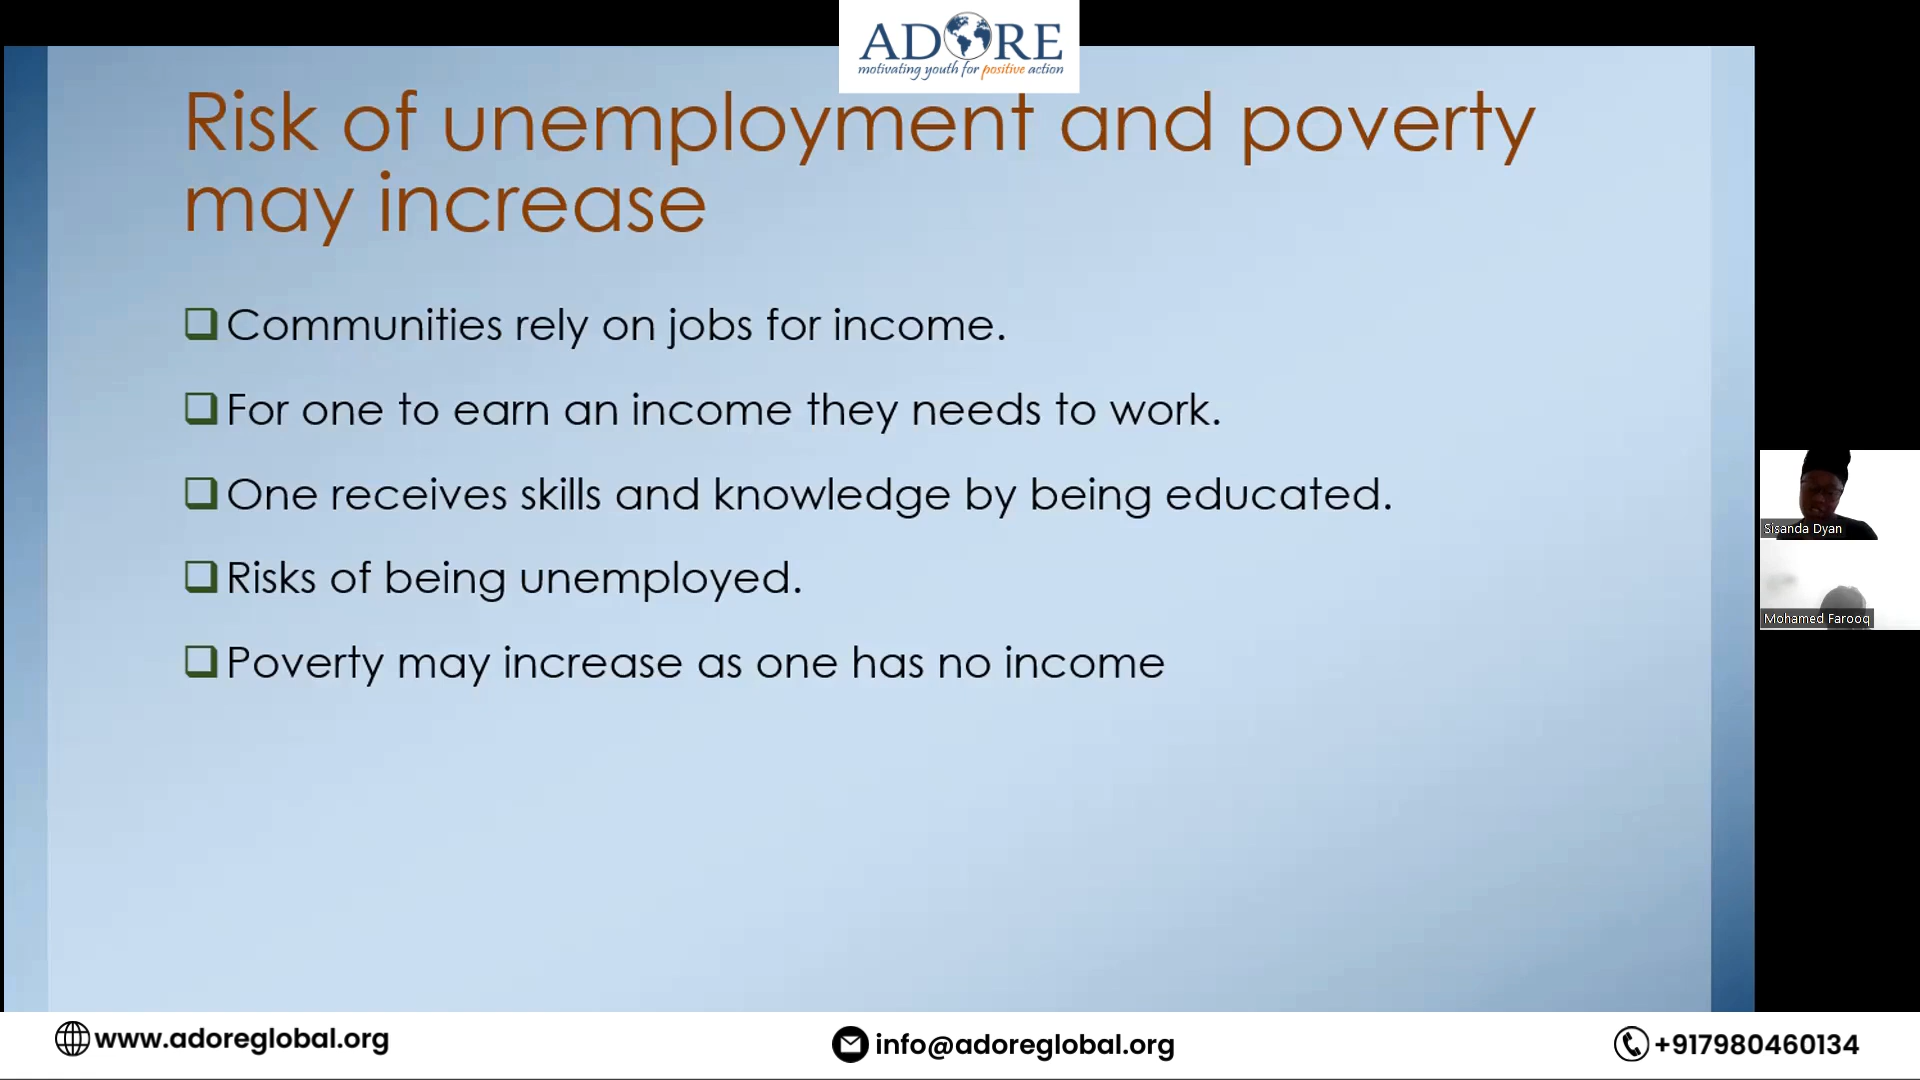 ADORE
motivating youth for positive action
Risk of unemployment and poverty
may increase
Communities rely on jobs for income.
For one to earn an income they needs to work.
One receives skills and knowledge by being educated.
Risks of being unemployed.
Poverty may increase as one has no income
Sisanda Dyan
Mohamed Farooq
www.adoreglobal.org
info@adoreglobal.org
+917980460134